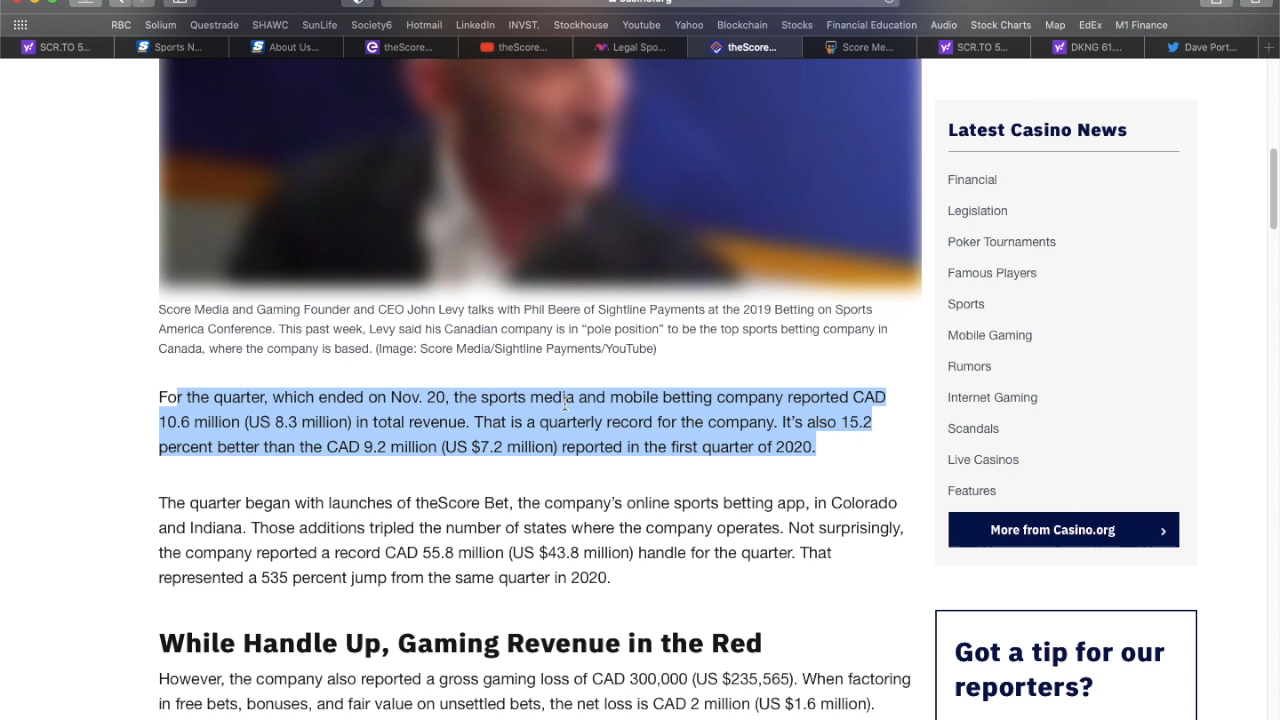 casino.org
RBC Solium Questrade SHAWC SunLife Society6 Hotmail LinkedIn INVST. Stockhouse Youtube Yahoo Blockchain Stocks Financial Education Audio Stock Charts Map EdEx M1 Finance
SCR.TO 5... Sports N... About Us... theScore... theScore... Legal Spo... theScore... Score Me... SCR.TO 5... DKNG 61.... Dave Port...
Score Media and Gaming Founder and CEO John Levy talks with Phil Beere of Sightline Payments at the 2019 Betting on Sports
America Conference. This past week, Levy said his Canadian company is in “pole position” to be the top sports betting company in
Canada, where the company is based. (Image: Score Media/Sightline Payments/YouTube)
For the quarter, which ended on Nov. 20, the sports media and mobile betting company reported CAD
10.6 million (US 8.3 million) in total revenue. That is a quarterly record for the company. It’s also 15.2
percent better than the CAD 9.2 million (US $7.2 million) reported in the first quarter of 2020.
The quarter began with launches of theScore Bet, the company’s online sports betting app, in Colorado
and Indiana. Those additions tripled the number of states where the company operates. Not surprisingly,
the company reported a record CAD 55.8 million (US $43.8 million) handle for the quarter. That
represented a 535 percent jump from the same quarter in 2020.
While Handle Up, Gaming Revenue in the Red
However, the company also reported a gross gaming loss of CAD 300,000 (US $235,565). When factoring
in free bets, bonuses, and fair value on unsettled bets, the net loss is CAD 2 million (US $1.6 million).
Latest Casino News
Financial
Legislation
Poker Tournaments
Famous Players
Sports
Mobile Gaming
Rumors
Internet Gaming
Scandals
Live Casinos
Features
More from Casino.org
Got a tip for our
reporters?